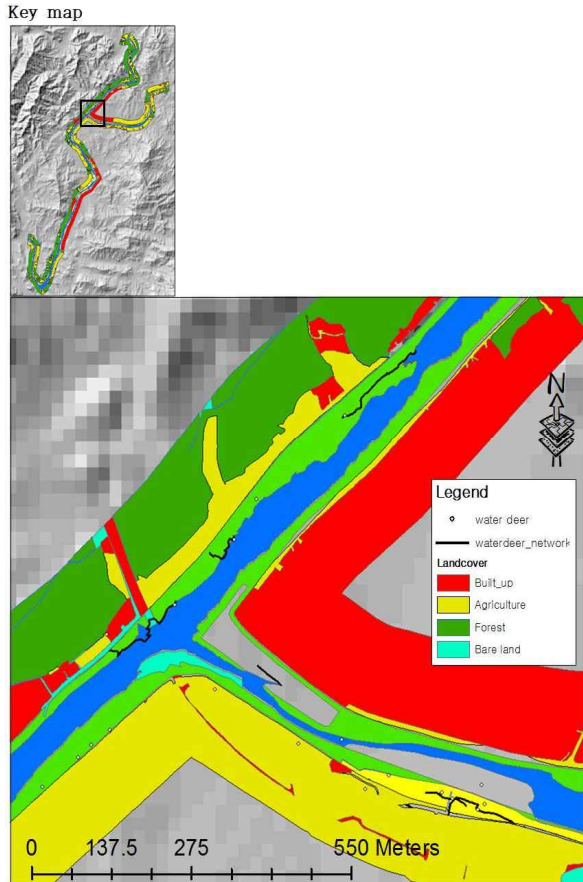 Key map
N
Legend
water deer
waterdeer_network
Landcover
Built_up
Agriculture
Forest
Bare land
0 137.5 275 550 Meters